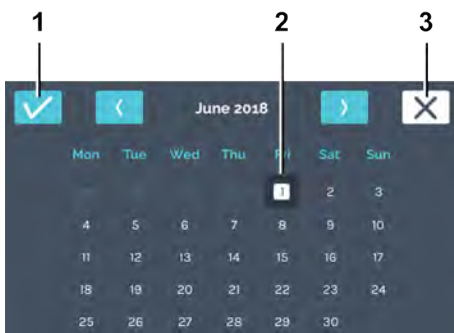 1 2 3
June 2018
Mon Tue Wed Thu Fri Sat Sun
1 2 3
4 5 6 7 8 9 10
11 12 13 14 15 16 17
18 19 20 21 22 23 24
25 26 27 28 29 30